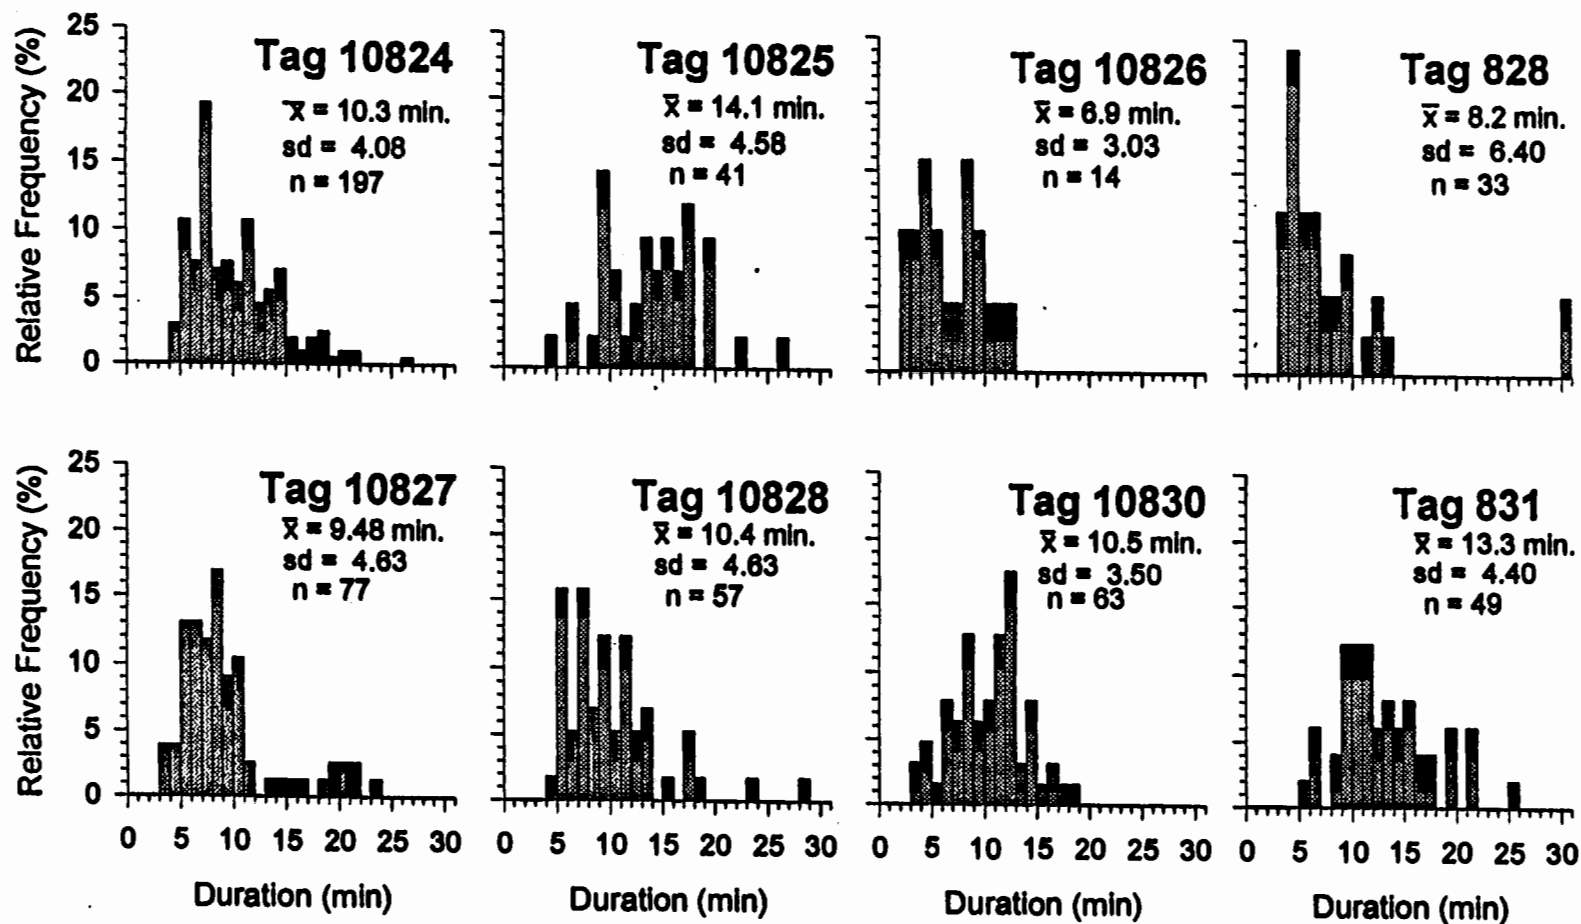 Relative Frequency (%)
25
20
15
10
5
0
Tag 10824
x̄ = 10.3 min.
sd = 4.08
n = 197
Tag 10825
x̄ = 14.1 min.
sd = 4.58
n = 41
Tag 10826
x̄ = 6.9 min.
sd = 3.03
n = 14
Tag 828
x̄ = 8.2 min.
sd = 6.40
n = 33
Relative Frequency (%)
25
20
15
10
5
0
Tag 10827
x̄ = 9.48 min.
sd = 4.63
n = 77
Tag 10828
x̄ = 10.4 min.
sd = 4.63
n = 57
Tag 10830
x̄ = 10.5 min.
sd = 3.50
n = 63
Tag 831
x̄ = 13.3 min.
sd = 4.40
n = 49
0 5 10 15 20 25 30
0 5 10 15 20 25 30
0 5 10 15 20 25 30
0 5 10 15 20 25 30
Duration (min)
Duration (min)
Duration (min)
Duration (min)